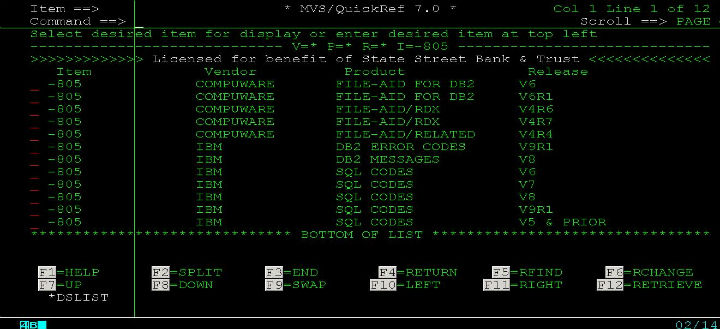 Item ==> * MVS/QuickRef 7.0 * Col 1 Line 1 of 12
Command ==> Scroll ==> PAGE
Select desired item for display or enter desired item at top left
------------------------------- V=* P=* R=* I=-805 -------------------------------
>>>>>>>>>>>>> Licensed for benefit of State Street Bank & Trust <<<<<<<<<<<<<<
Item Vendor Product Release
_ -805 COMPUWARE FILE-AID FOR DB2 V6
_ -805 COMPUWARE FILE-AID FOR DB2 V6R1
_ -805 COMPUWARE FILE-AID/RDX V4R6
_ -805 COMPUWARE FILE-AID/RDX V4R7
_ -805 COMPUWARE FILE-AID/RELATED V4R4
_ -805 IBM DB2 ERROR CODES V9R1
_ -805 IBM DB2 MESSAGES V8
_ -805 IBM SQL CODES V6
_ -805 IBM SQL CODES V7
_ -805 IBM SQL CODES V8
_ -805 IBM SQL CODES V9R1
_ -805 IBM SQL CODES V5 & PRIOR
****************************** BOTTOM OF LIST ********************************
F1=HELP F2=SPLIT F3=END F4=RETURN F5=RFIND F6=RCHANGE
F7=UP F8=DOWN F9=SWAP F10=LEFT F11=RIGHT F12=RETRIEVE
*DSLIST
4B 02/14